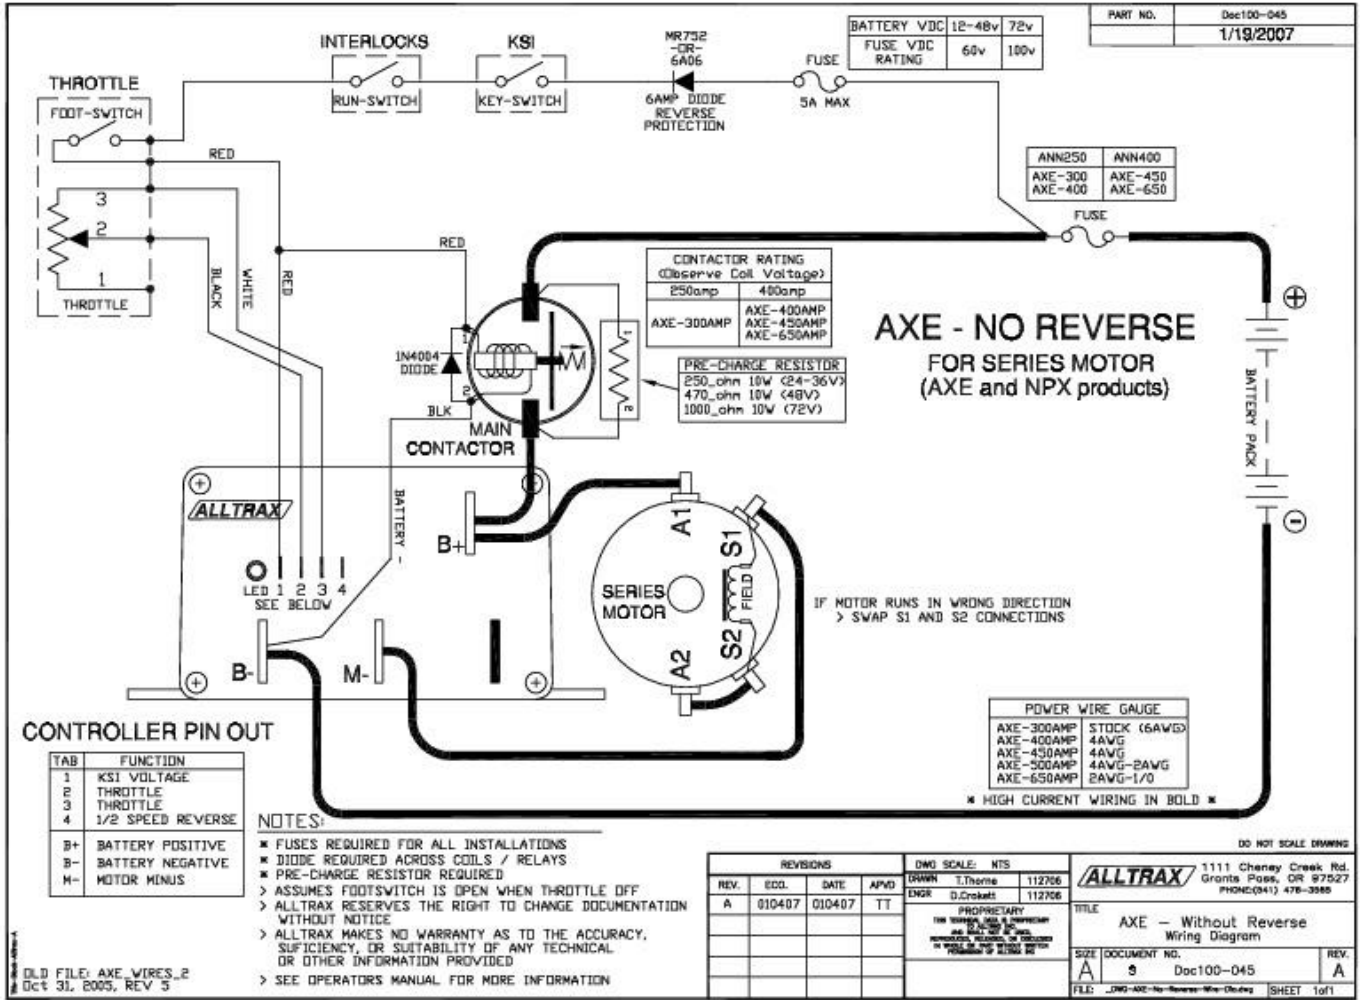 PART NO.
Doc100-045
1/19/2007
BATTERY VDC 12-48v 72v
FUSE VDC RATING 60v 100v
INTERLOCKS
RUN-SWITCH
KSI
KEY-SWITCH
MR752
-OR-
6A06
6AMP DIODE
REVERSE
PROTECTION
FUSE
5A MAX
THROTTLE
FOOT-SWITCH
RED
3
2
1
THROTTLE
BLACK
WHITE
RED
RED
ANN250 ANN400
AXE-300 AXE-450
AXE-400 AXE-650
FUSE
CONTACTOR RATING
(Observe Coil Voltage)
250amp 400amp
AXE-300AMP
AXE-400AMP
AXE-450AMP
AXE-650AMP
PRE-CHARGE RESISTOR
250_ohm 10W (24-36V)
470_ohm 10W (48V)
1000_ohm 10W (72V)
1
2
1N4004
DIODE
1
2
BLK
MAIN
CONTACTOR
AXE - NO REVERSE
FOR SERIES MOTOR
(AXE and NPX products)
+
BATTERY PACK
-
ALLTRAX
BATTERY -
B+
LED 1 2 3 4
SEE BELOW
B-
M-
A1
S1
FIELD
SERIES
MOTOR
S2
A2
IF MOTOR RUNS IN WRONG DIRECTION
> SWAP S1 AND S2 CONNECTIONS
POWER WIRE GAUGE
AXE-300AMP STOCK (6AWG)
AXE-400AMP 4AWG
AXE-450AMP 4AWG
AXE-500AMP 4AWG-2AWG
AXE-650AMP 2AWG-1/0
* HIGH CURRENT WIRING IN BOLD *
CONTROLLER PIN OUT
TAB FUNCTION
1 KSI VOLTAGE
2 THROTTLE
3 THROTTLE
4 1/2 SPEED REVERSE
B+ BATTERY POSITIVE
B- BATTERY NEGATIVE
M- MOTOR MINUS
NOTES:
* FUSES REQUIRED FOR ALL INSTALLATIONS
* DIODE REQUIRED ACROSS COILS / RELAYS
* PRE-CHARGE RESISTOR REQUIRED
> ASSUMES FOOTSWITCH IS OPEN WHEN THROTTLE OFF
> ALLTRAX RESERVES THE RIGHT TO CHANGE DOCUMENTATION
WITHOUT NOTICE
> ALLTRAX MAKES NO WARRANTY AS TO THE ACCURACY,
SUFICIENCY, OR SUITABILITY OF ANY TECHNICAL
OR OTHER INFORMATION PROVIDED
> SEE OPERATORS MANUAL FOR MORE INFORMATION
OLD FILE: AXE_WIRES_2
Oct 31, 2005, REV 5
REVISIONS
REV. ECO. DATE APVD
A 010407 010407 TT
DWG SCALE: NTS
DRAWN T.Thorne 112706
ENGR D.Crokett 112706
PROPRIETARY
DO NOT SCALE DRAWING
ALLTRAX
1111 Cheney Creek Rd.
Grants Pass, OR 97527
TITLE
AXE - Without Reverse
Wiring Diagram
SIZE DOCUMENT NO. REV.
A Doc100-045 A
FILE: SHEET 1of1